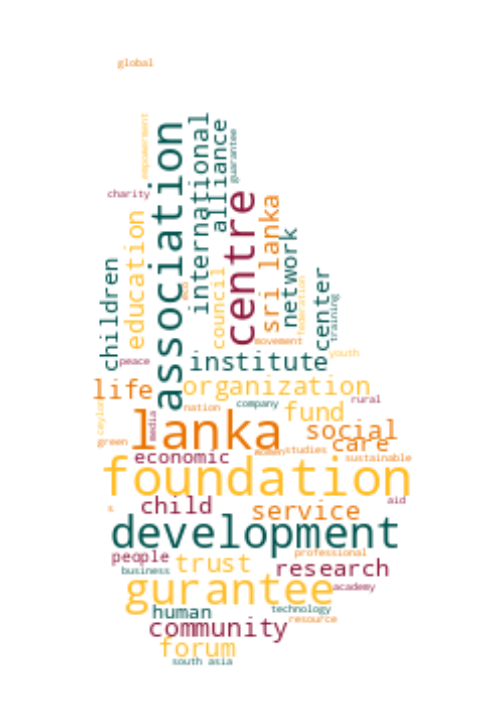 global
empowerment
association
international
alliance
guarantee
charity
centre
sri lanka
education
network
children
council
eco
center
training
federation
movement
youth
peace
institute
life
organization
rural
ceylon
nation
company
fund
media
lanka
social
green
care
women
studies
economic
sustainable
foundation
aid
child
service
s
development
people
professional
trust
business
research
academy
gurantee
human
technology
resource
community
forum
south asia